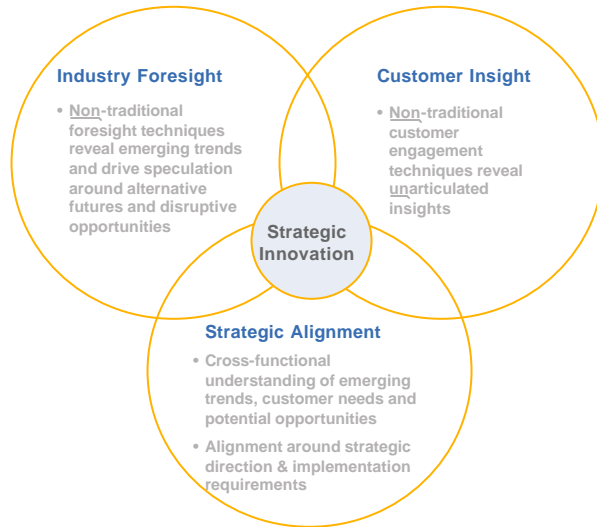 Industry Foresight
• Non-traditional
foresight techniques
reveal emerging trends
and drive speculation
around alternative
futures and disruptive
opportunities
Customer Insight
• Non-traditional
customer
engagement
techniques reveal
unarticulated
insights
Strategic
Innovation
Strategic Alignment
• Cross-functional
understanding of emerging
trends, customer needs and
potential opportunities
• Alignment around strategic
direction & implementation
requirements